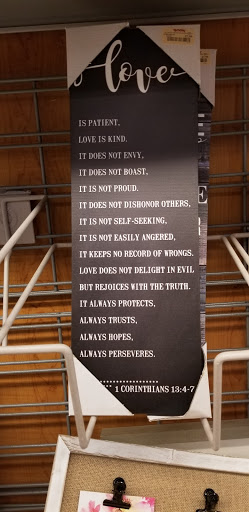 love
IS PATIENT,
LOVE IS KIND.
IT DOES NOT ENVY,
IT DOES NOT BOAST,
IT IS NOT PROUD.
IT DOES NOT DISHONOR OTHERS,
IT IS NOT SELF-SEEKING,
IT IS NOT EASILY ANGERED,
IT KEEPS NO RECORD OF WRONGS.
LOVE DOES NOT DELIGHT IN EVIL
BUT REJOICES WITH THE TRUTH.
IT ALWAYS PROTECTS,
ALWAYS TRUSTS,
ALWAYS HOPES,
ALWAYS PERSEVERES.
1 CORINTHIANS 13:4-7